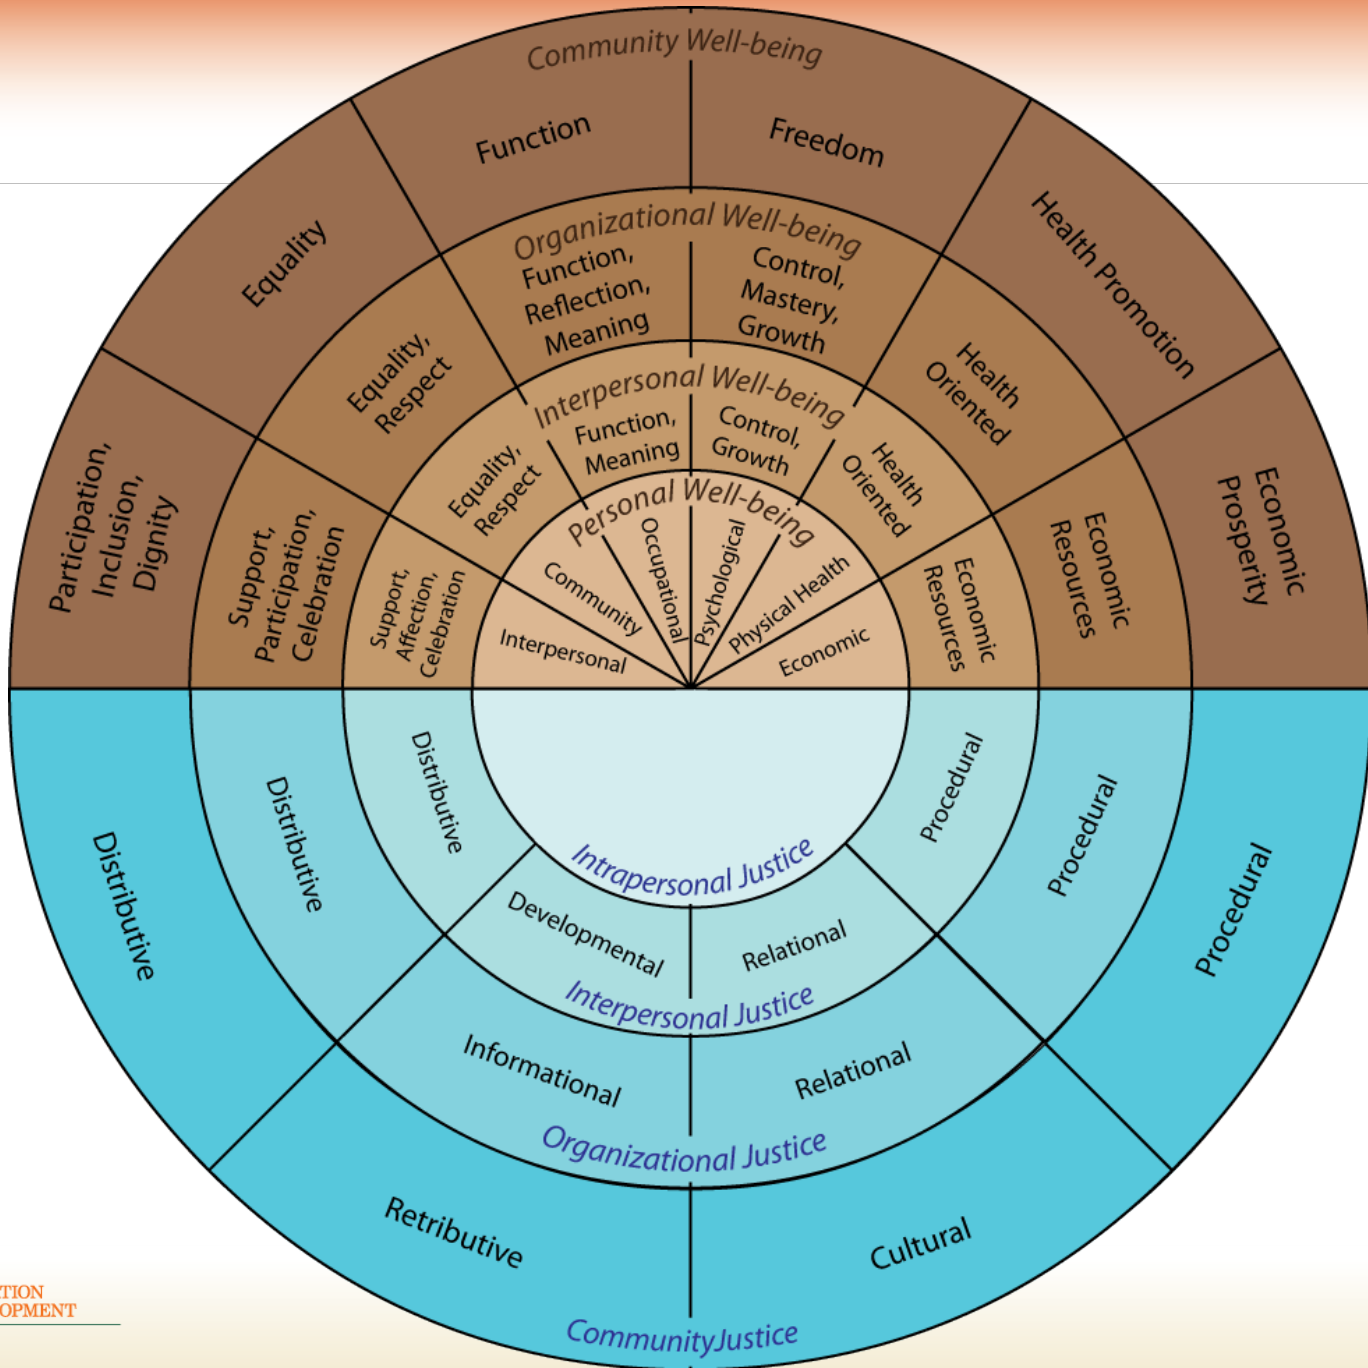 Community Well-being
Function
Freedom
Equality
Health Promotion
Participation,
Inclusion,
Dignity
Economic
Prosperity
Organizational Well-being
Function,
Reflection,
Meaning
Control,
Mastery,
Growth
Equality,
Respect
Health
Oriented
Support,
Participation,
Celebration
Economic
Resources
Interpersonal Well-being
Function,
Meaning
Control,
Growth
Equality,
Respect
Health
Oriented
Support,
Affection,
Celebration
Economic
Resources
Personal Well-being
Interpersonal
Community
Occupational
Psychological
Physical Health
Economic
Intrapersonal Justice
Distributive
Developmental
Relational
Procedural
Interpersonal Justice
Distributive
Informational
Relational
Procedural
Organizational Justice
Distributive
Retributive
Cultural
Procedural
CommunityJustice
TION
OPMENT